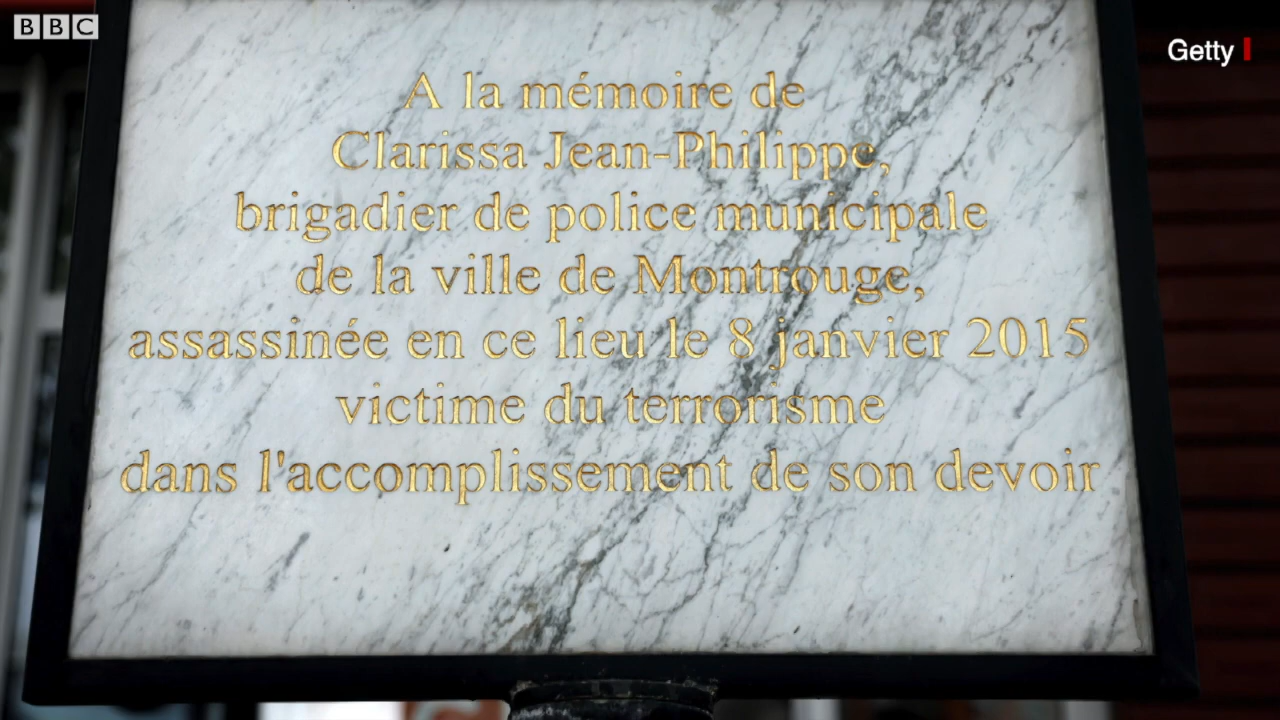 BBC
Getty
A la mémoire de
Clarissa Jean-Philippe,
brigadier de police municipale
de la ville de Montrouge,
assassinée en ce lieu le 8 janvier 2015
victime du terrorisme
dans l'accomplissement de son devoir